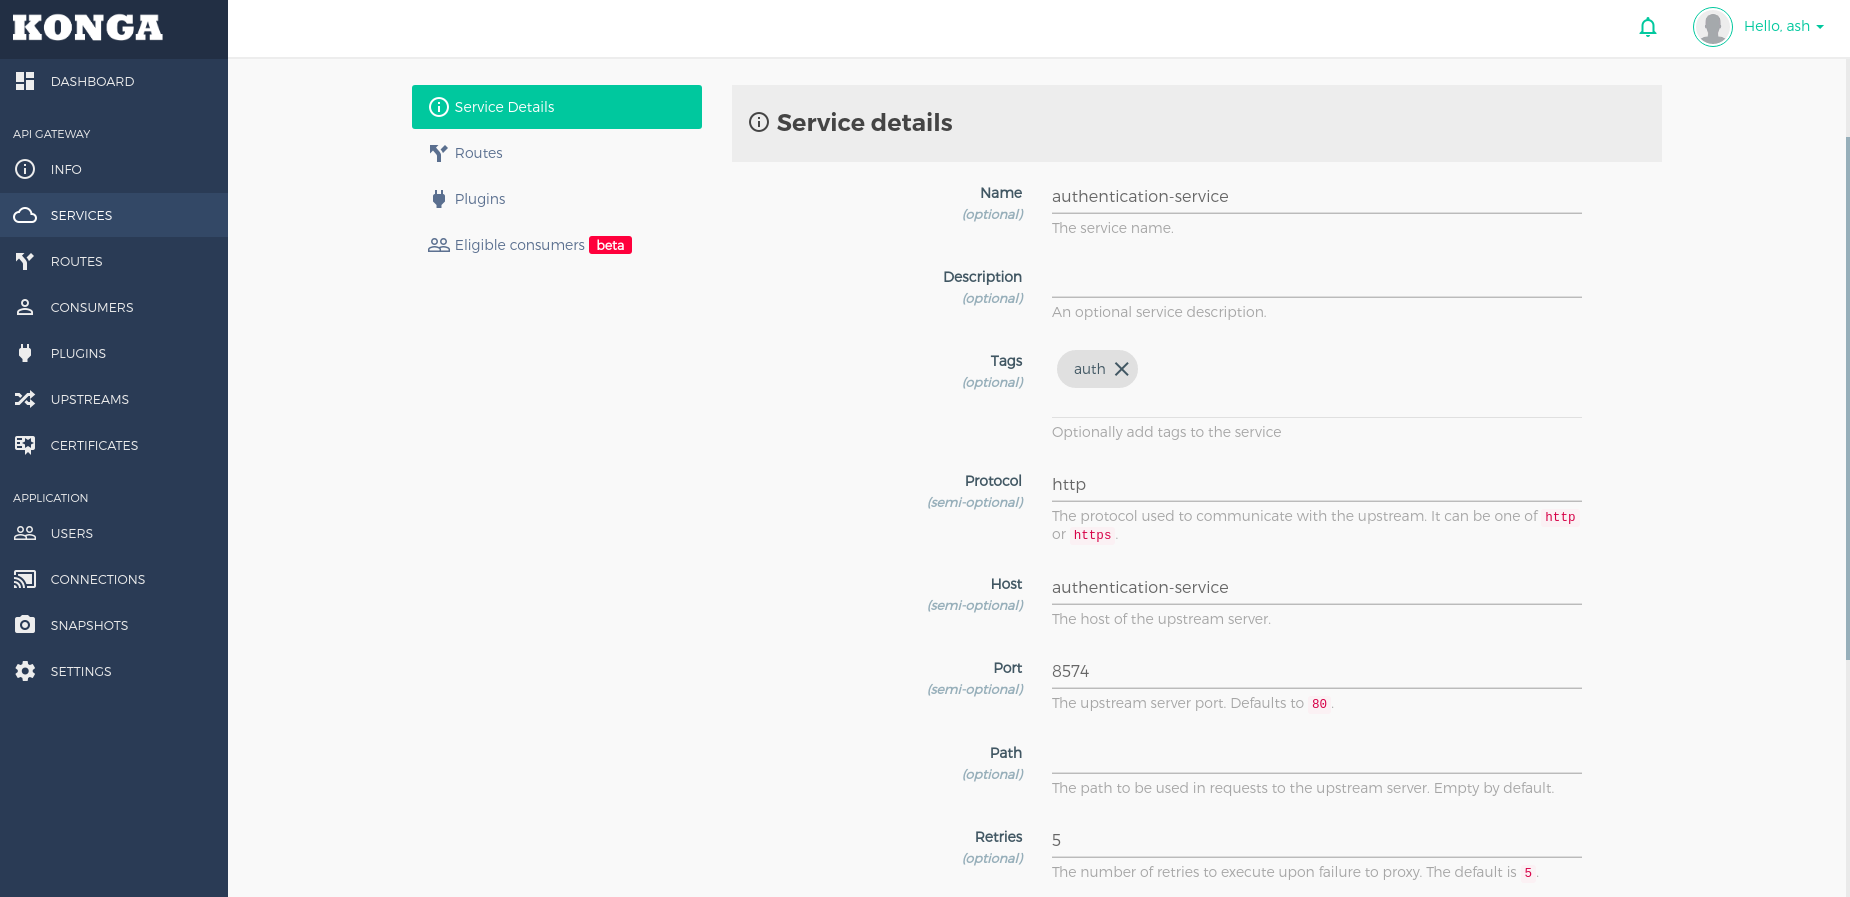 KONGA
Hello, ash
DASHBOARD
API GATEWAY
INFO
SERVICES
ROUTES
CONSUMERS
PLUGINS
UPSTREAMS
CERTIFICATES
APPLICATION
USERS
CONNECTIONS
SNAPSHOTS
SETTINGS
Service Details
Routes
Plugins
Eligible consumers beta
Service details
Name
(optional)
authentication-service
The service name.
Description
(optional)
An optional service description.
Tags
(optional)
auth
Optionally add tags to the service
Protocol
(semi-optional)
http
The protocol used to communicate with the upstream. It can be one of http
or https.
Host
(semi-optional)
authentication-service
The host of the upstream server.
Port
(semi-optional)
8574
The upstream server port. Defaults to 80.
Path
(optional)
The path to be used in requests to the upstream server. Empty by default.
Retries
(optional)
5
The number of retries to execute upon failure to proxy. The default is 5.